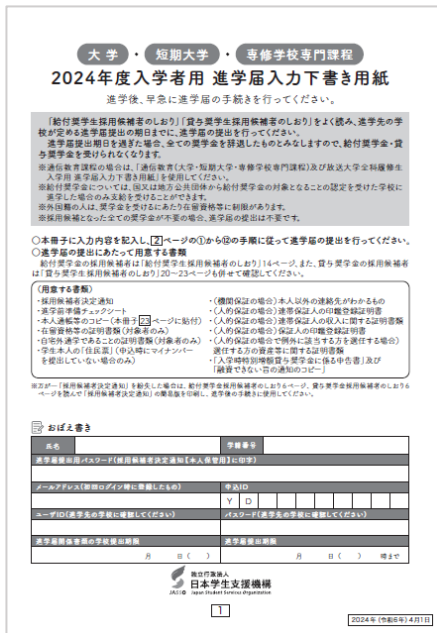 大学・短期大学・専修学校専門課程
2024年度入学者用 進学届入力下書き用紙
進学後、早急に進学届の手続きを行ってください。
「給付奨学生採用候補者のしおり」「貸与奨学生採用候補者のしおり」をよく読み、進学先の学
校が定める進学届提出の期日までに、進学届の提出を行ってください。
進学届提出期限を過ぎた場合、全ての奨学金を辞退したものとみなしますので、給付奨学金・貸
与奨学金を受けられなくなります。
※通信教育課程の場合は、「通信教育(大学・短期大学・専修学校専門課程)及び放送大学全科履修生
入学用 進学届入力下書き用紙」を使用してください。
※給付奨学金については、国又は地方公共団体から給付奨学金の対象となることの認定を受けた学校に
進学した場合のみ支給を受けることができます。
※外国籍の人は、奨学金を受けるにあたり在留資格等に制限があります。
※採用候補となった全ての奨学金が不要の場合、進学届の提出は不要です。
○本冊子に入力内容を記入し、2ページの①から⑫の手順に従って進学届の提出を行ってください。
○進学届の提出にあたって用意する書類
給付奨学金の採用候補者は「給付奨学生採用候補者のしおり」14ページ、また、貸与奨学金の採用候補者
は「貸与奨学生採用候補者のしおり」20〜23ページも併せて確認してください。
(用意する書類)
・採用候補者決定通知
・進学前準備チェックシート
・本人通帳等のコピー(本冊子23ページに貼付)
・在留資格等の証明書類(対象者のみ)
・自宅外通学であることの証明書類(対象者のみ)
・学生本人の「住民票」(申込時にマイナンバー
を提出していない場合のみ)
・(機関保証の場合)本人以外の連絡先がわかるもの
・(人的保証の場合)連帯保証人の印鑑登録証明書
・(人的保証の場合)連帯保証人の収入に関する証明書類
・(人的保証の場合)保証人の印鑑登録証明書
・(人的保証の場合で例外に該当する方を選任する場合)
選任する方の資産等に関する証明書類
・「入学時特別増額貸与奨学金に係る申告書」及び
「融資できない旨の通知のコピー」
※万が一「採用候補者決定通知」を紛失した場合は、給付奨学金採用候補者のしおり6ページ、貸与奨学金採用候補者のしおり6
ページを読んで「採用候補者決定通知」の簡易版を印刷し、進学後の手続きに使用してください。
おぼえ書き
氏名
学籍番号
進学届提出用パスワード(採用候補者決定通知【本人保管用】に印字)
メールアドレス(初回ログイン時に登録したもの)
申込ID
Y D
ユーザID(進学先の学校に確認してください)
パスワード(進学先の学校に確認してください)
進学届関係書類の学校提出期限
進学届提出期限
月 日( )
月 日( ) 時まで
独立行政法人
日本学生支援機構
JASSO Japan Student Services Organization
1
2024年(令和6年)4月1日